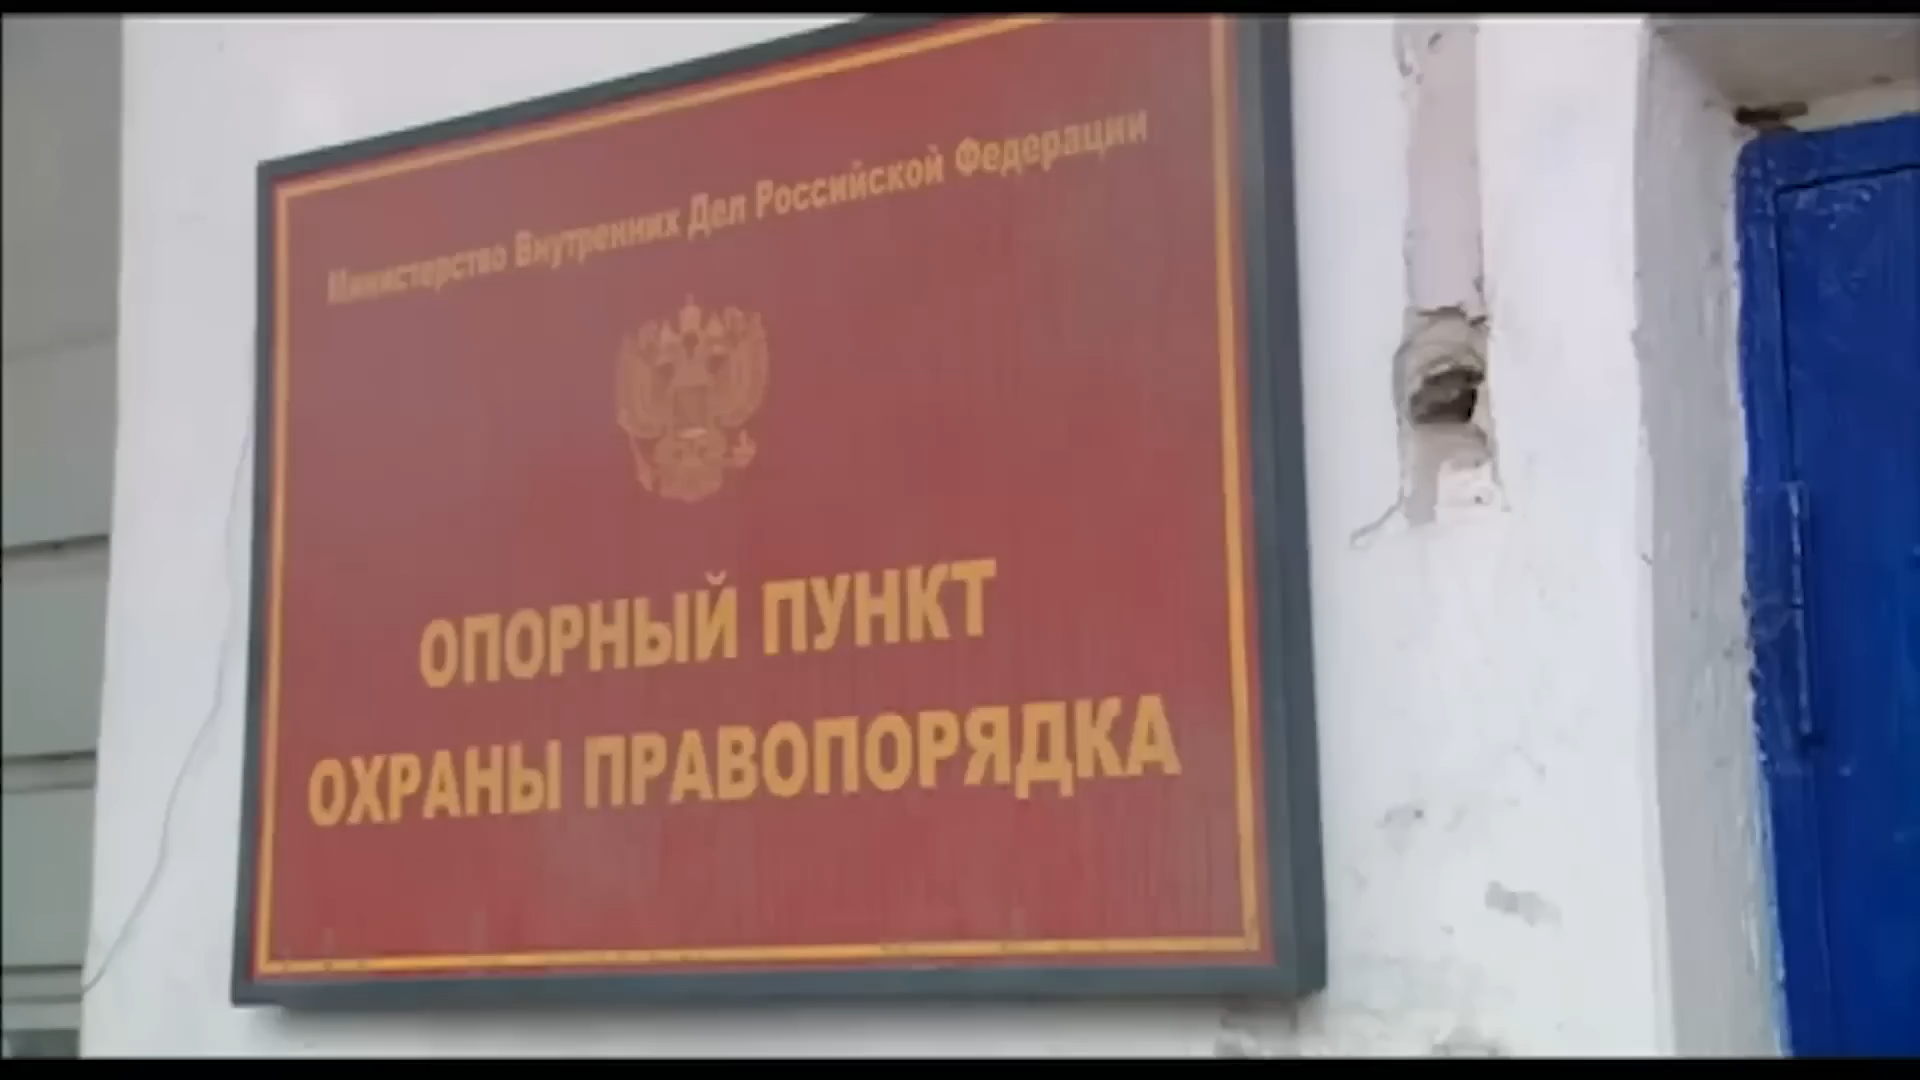 Министерство Внутренних Дел Российской Федерации
ОПОРНЫЙ ПУНКТ
ОХРАНЫ ПРАВОПОРЯДКА